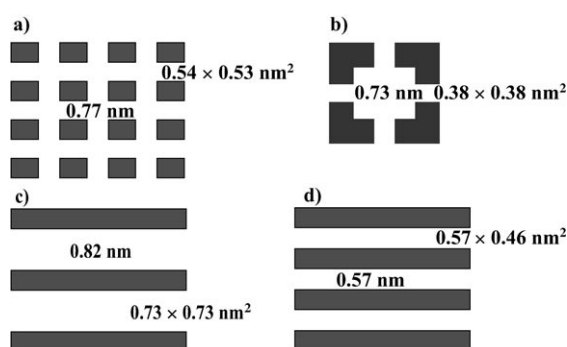 a)
0.54 × 0.53 nm²
0.77 nm
b)
0.73 nm 0.38 × 0.38 nm²
c)
0.82 nm
0.73 × 0.73 nm²
d)
0.57 × 0.46 nm²
0.57 nm